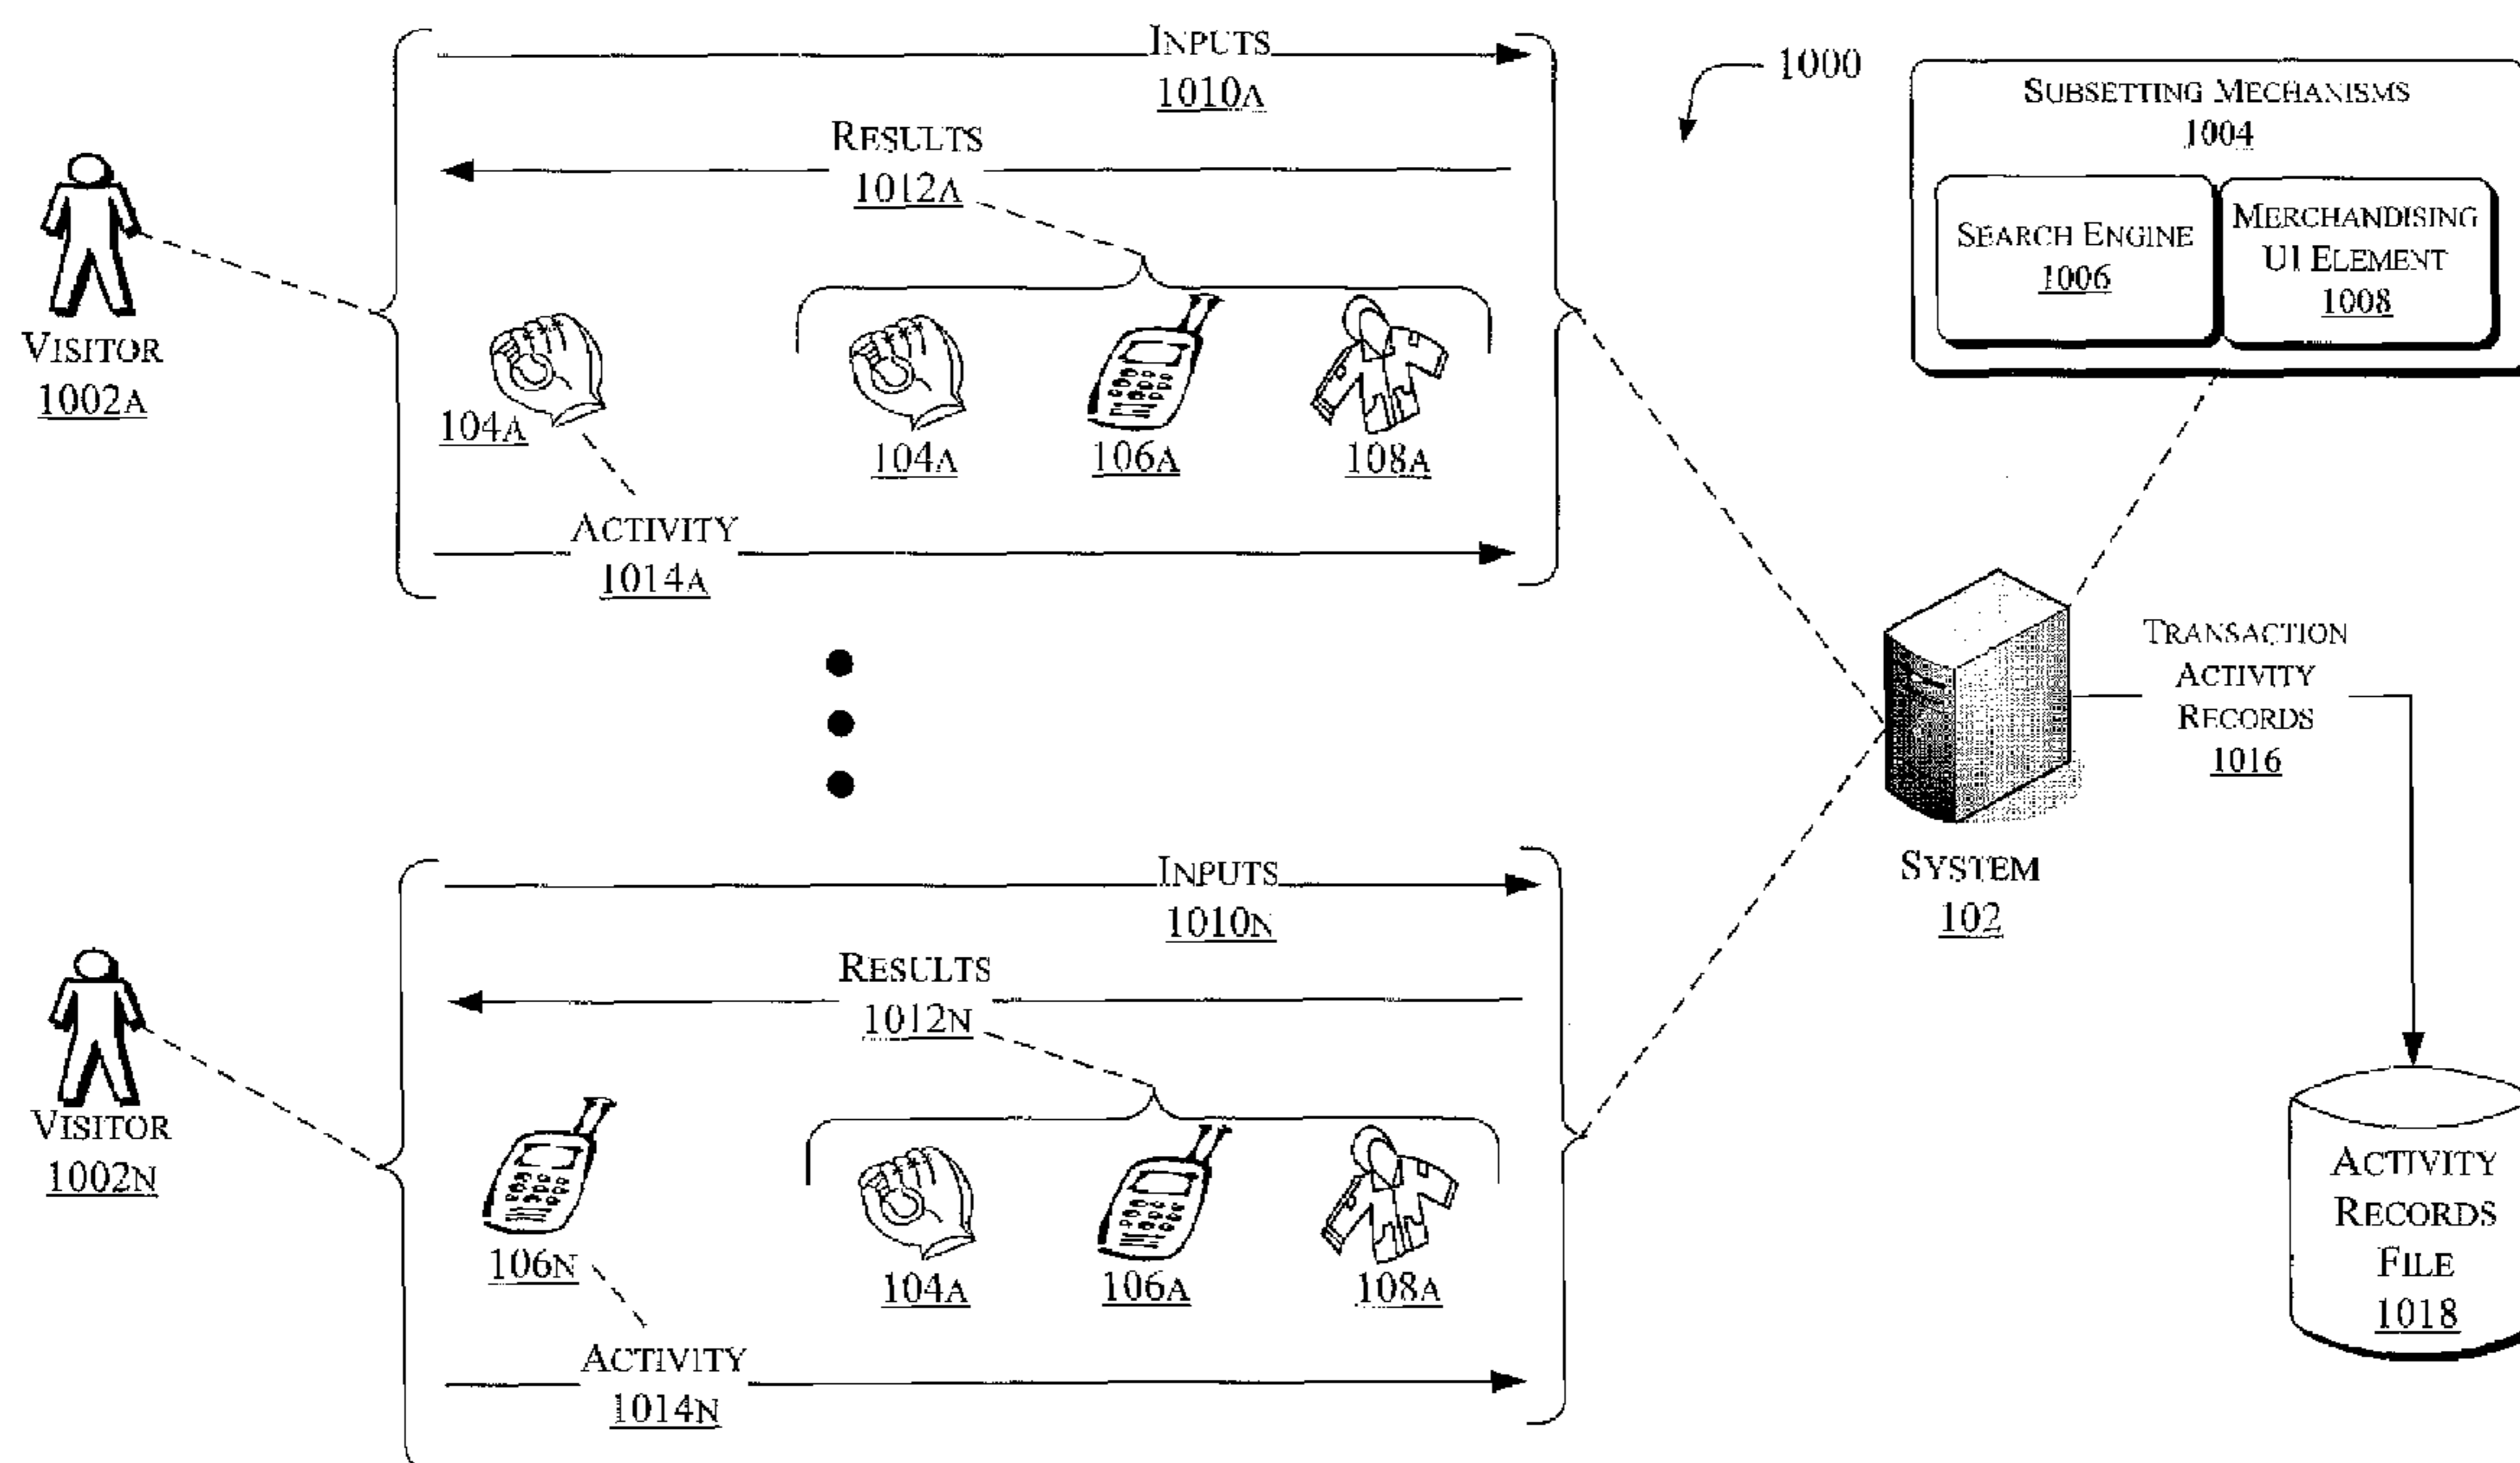 INPUTS
1010A
RESULTS
1012A
VISITOR
1002A
104A
104A
106A
108A
ACTIVITY
1014A
1000
SUBSETTING MECHANISMS
1004
SEARCH ENGINE
1006
MERCHANDISING
UI ELEMENT
1008
SYSTEM
102
TRANSACTION
ACTIVITY
RECORDS
1016
INPUTS
1010N
RESULTS
1012N
VISITOR
1002N
106N
104A
106A
108A
ACTIVITY
1014N
ACTIVITY
RECORDS
FILE
1018